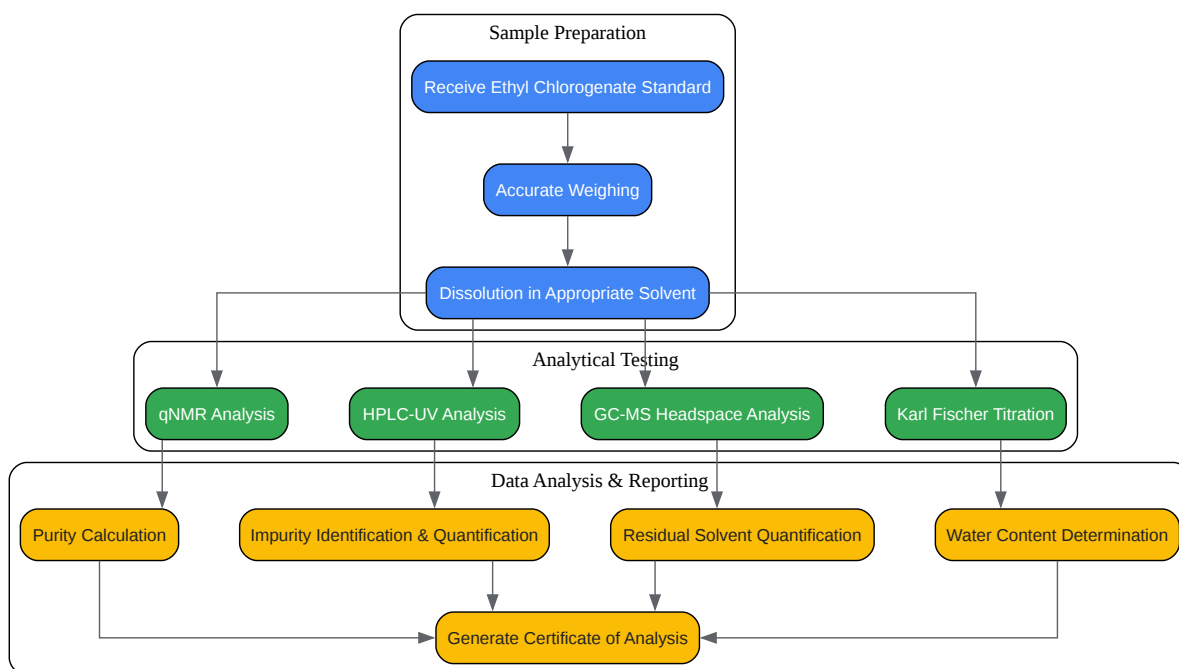 Sample Preparation
Receive Ethyl Chlorogenate Standard
Accurate Weighing
Dissolution in Appropriate Solvent
Analytical Testing
qNMR Analysis
HPLC-UV Analysis
GC-MS Headspace Analysis
Karl Fischer Titration
Data Analysis & Reporting
Purity Calculation
Impurity Identification & Quantification
Residual Solvent Quantification
Water Content Determination
Generate Certificate of Analysis